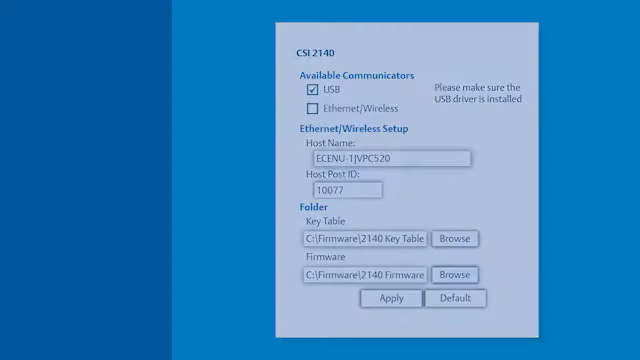 CSI 2140
Available Communicators
USB
Please make sure the
USB driver is installed
Ethernet/Wireless
Ethernet/Wireless Setup
Host Name:
ECENU-1JVPC520
Host Post ID:
10077
Folder
Key Table
C:\Firmware\2140 Key Table
Browse
Firmware
C:\Firmware\2140 Firmware
Browse
Apply
Default